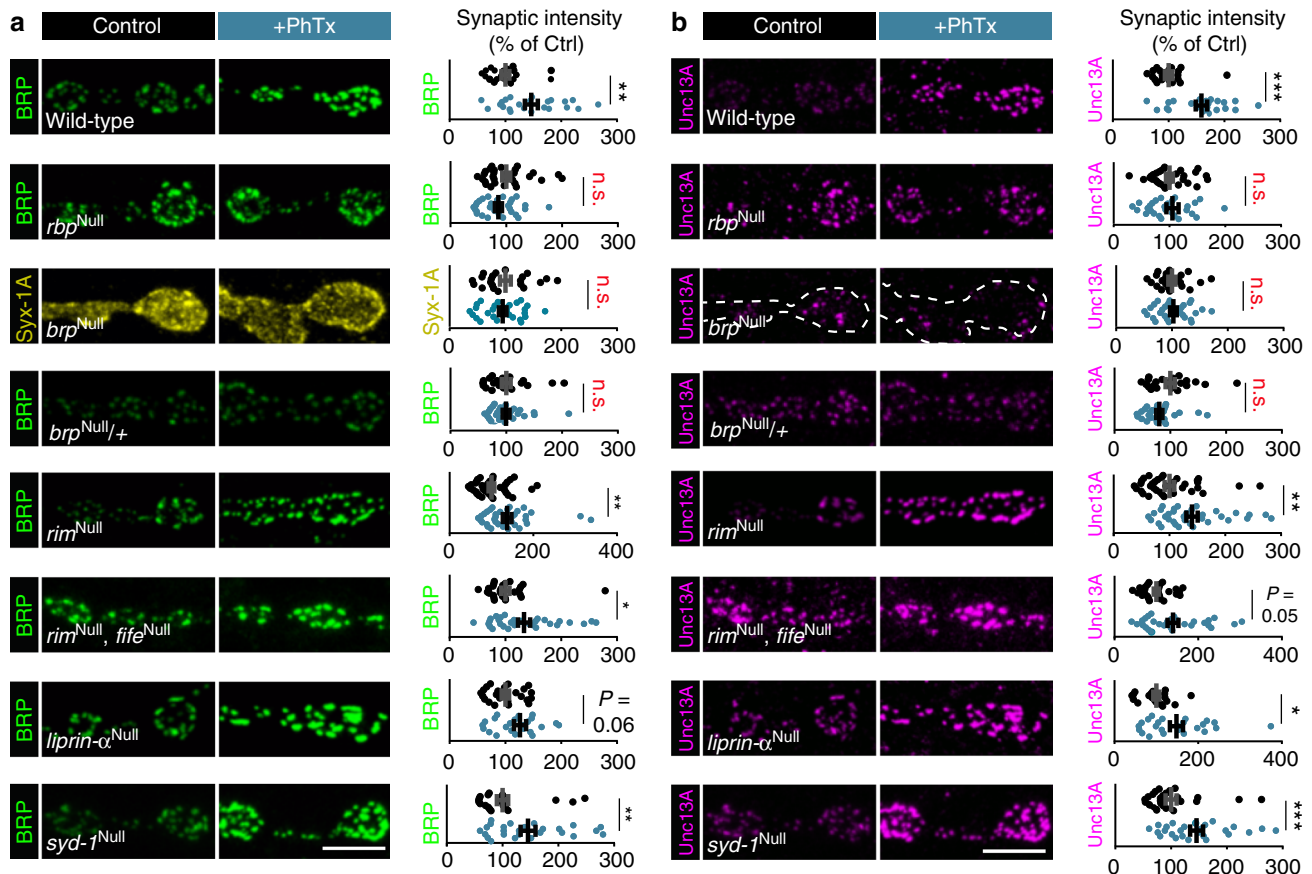 a
Control
+PhTx
Synaptic intensity
(% of Ctrl)
BRP
Wild-type
BRP
**
0
100
200
300
BRP
rbpNull
BRP
n.s.
0
100
200
300
Syx-1A
brpNull
Syx-1A
n.s.
0
100
200
300
BRP
brpNull/+
BRP
n.s.
0
100
200
300
BRP
rimNull
BRP
**
0
200
400
BRP
rimNull, fifeNull
BRP
*
0
100
200
300
BRP
liprin-αNull
BRP
P =
0.06
0
100
200
300
BRP
syd-1Null
BRP
**
0
100
200
300
b
Control
+PhTx
Synaptic intensity
(% of Ctrl)
Unc13A
Wild-type
Unc13A
***
0
100
200
300
Unc13A
rbpNull
Unc13A
n.s.
0
100
200
300
Unc13A
brpNull
Unc13A
n.s.
0
100
200
300
Unc13A
brpNull/+
Unc13A
n.s.
0
100
200
300
Unc13A
rimNull
Unc13A
**
0
100
200
300
Unc13A
rimNull, fifeNull
Unc13A
P =
0.05
0
200
400
Unc13A
liprin-αNull
Unc13A
*
0
200
400
Unc13A
syd-1Null
Unc13A
***
0
100
200
300